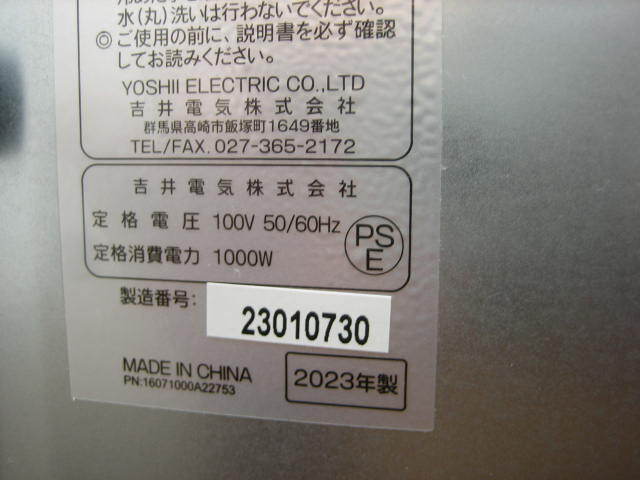 水(丸)洗いは行わないでください。
◎ご使用の前に、説明書を必ず確認
してお読みください。
YOSHII ELECTRIC CO.,LTD
吉井電気株式会社
群馬県高崎市飯塚町1649番地
TEL/FAX. 027-365-2172
吉井電気株式会社
定格電圧 100V 50/60Hz
定格消費電力 1000W
PS
E
製造番号: 23010730
MADE IN CHINA
PN:16071000A22753
2023年製